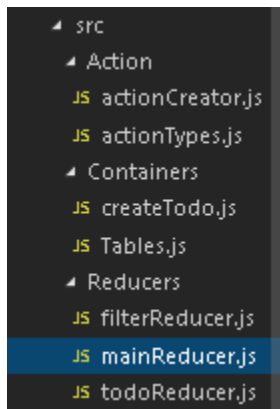 src
Action
JS actionCreator.js
JS actionTypes.js
Containers
JS createTodo.js
JS Tables.js
Reducers
JS filterReducer.js
JS mainReducer.js
JS todoReducer.js